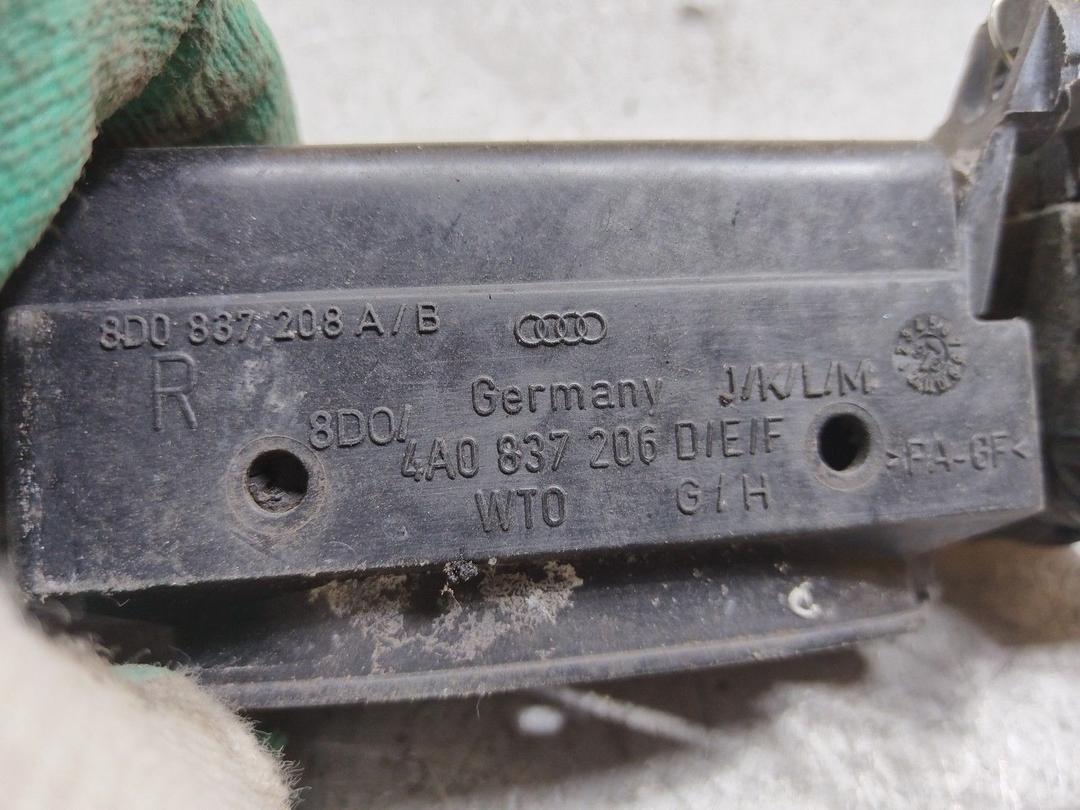 8D0 837 208 A/B
R
Germany J/K/L/M
8D0/
4A0 837 206 D/E/F
>PA-GF<
WTO G/H